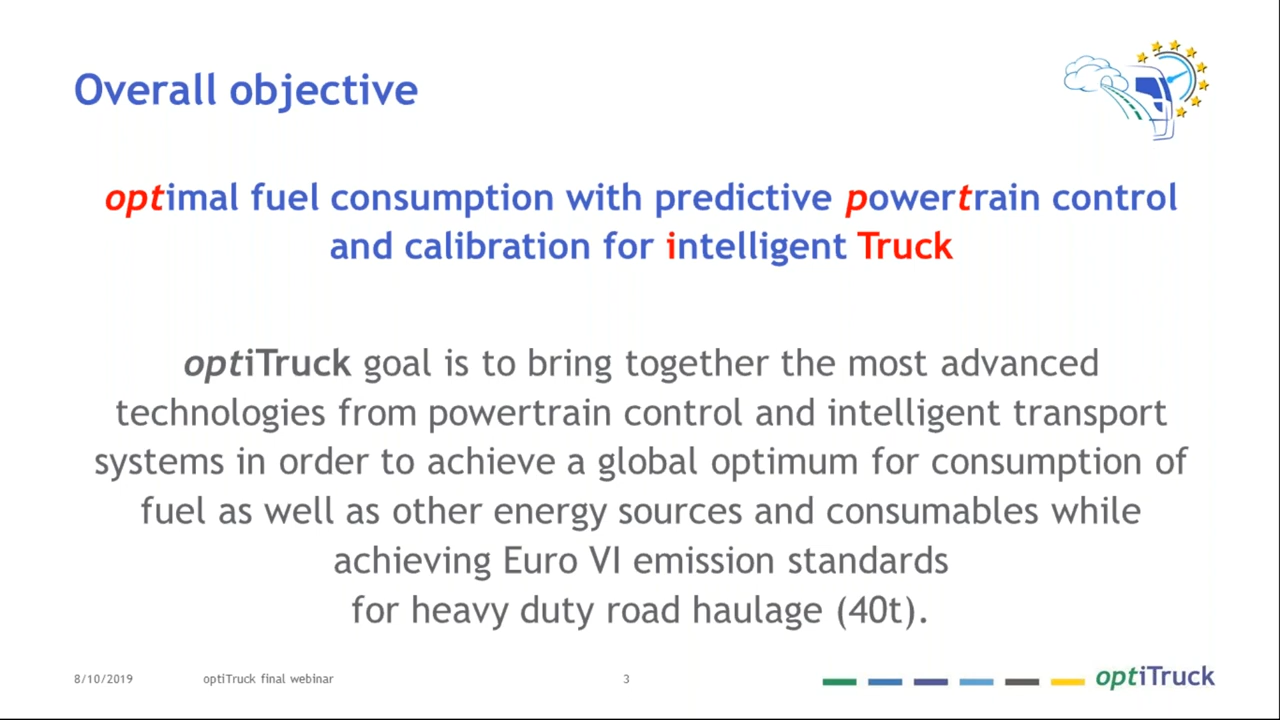 Overall objective
optimal fuel consumption with predictive powertrain control
and calibration for intelligent Truck
optiTruck goal is to bring together the most advanced
technologies from powertrain control and intelligent transport
systems in order to achieve a global optimum for consumption of
fuel as well as other energy sources and consumables while
achieving Euro VI emission standards
for heavy duty road haulage (40t).
8/10/2019 optiTruck final webinar 3 optiTruck